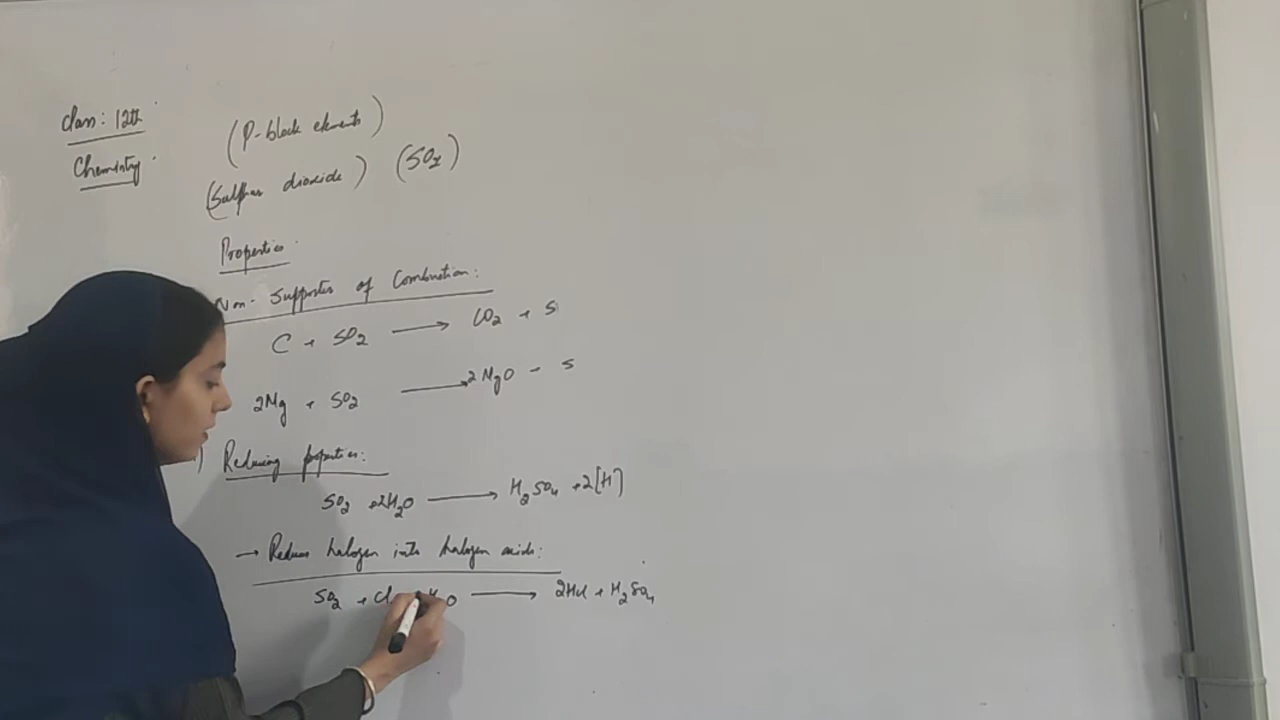 Class: 12th
Chemistry
(P-block elements)
(Sulphur dioxide) (SO2)
Properties
Non-Supporter of Combustion:
C + SO2 → CO2 + S
2Mg + SO2 → 2MgO - S
) Reducing properties:
SO2 + 2H2O → H2SO4 + 2[H]
→ Reduces halogen into halogen acids:
SO2 + Cl H2O → 2HCl + H2SO4